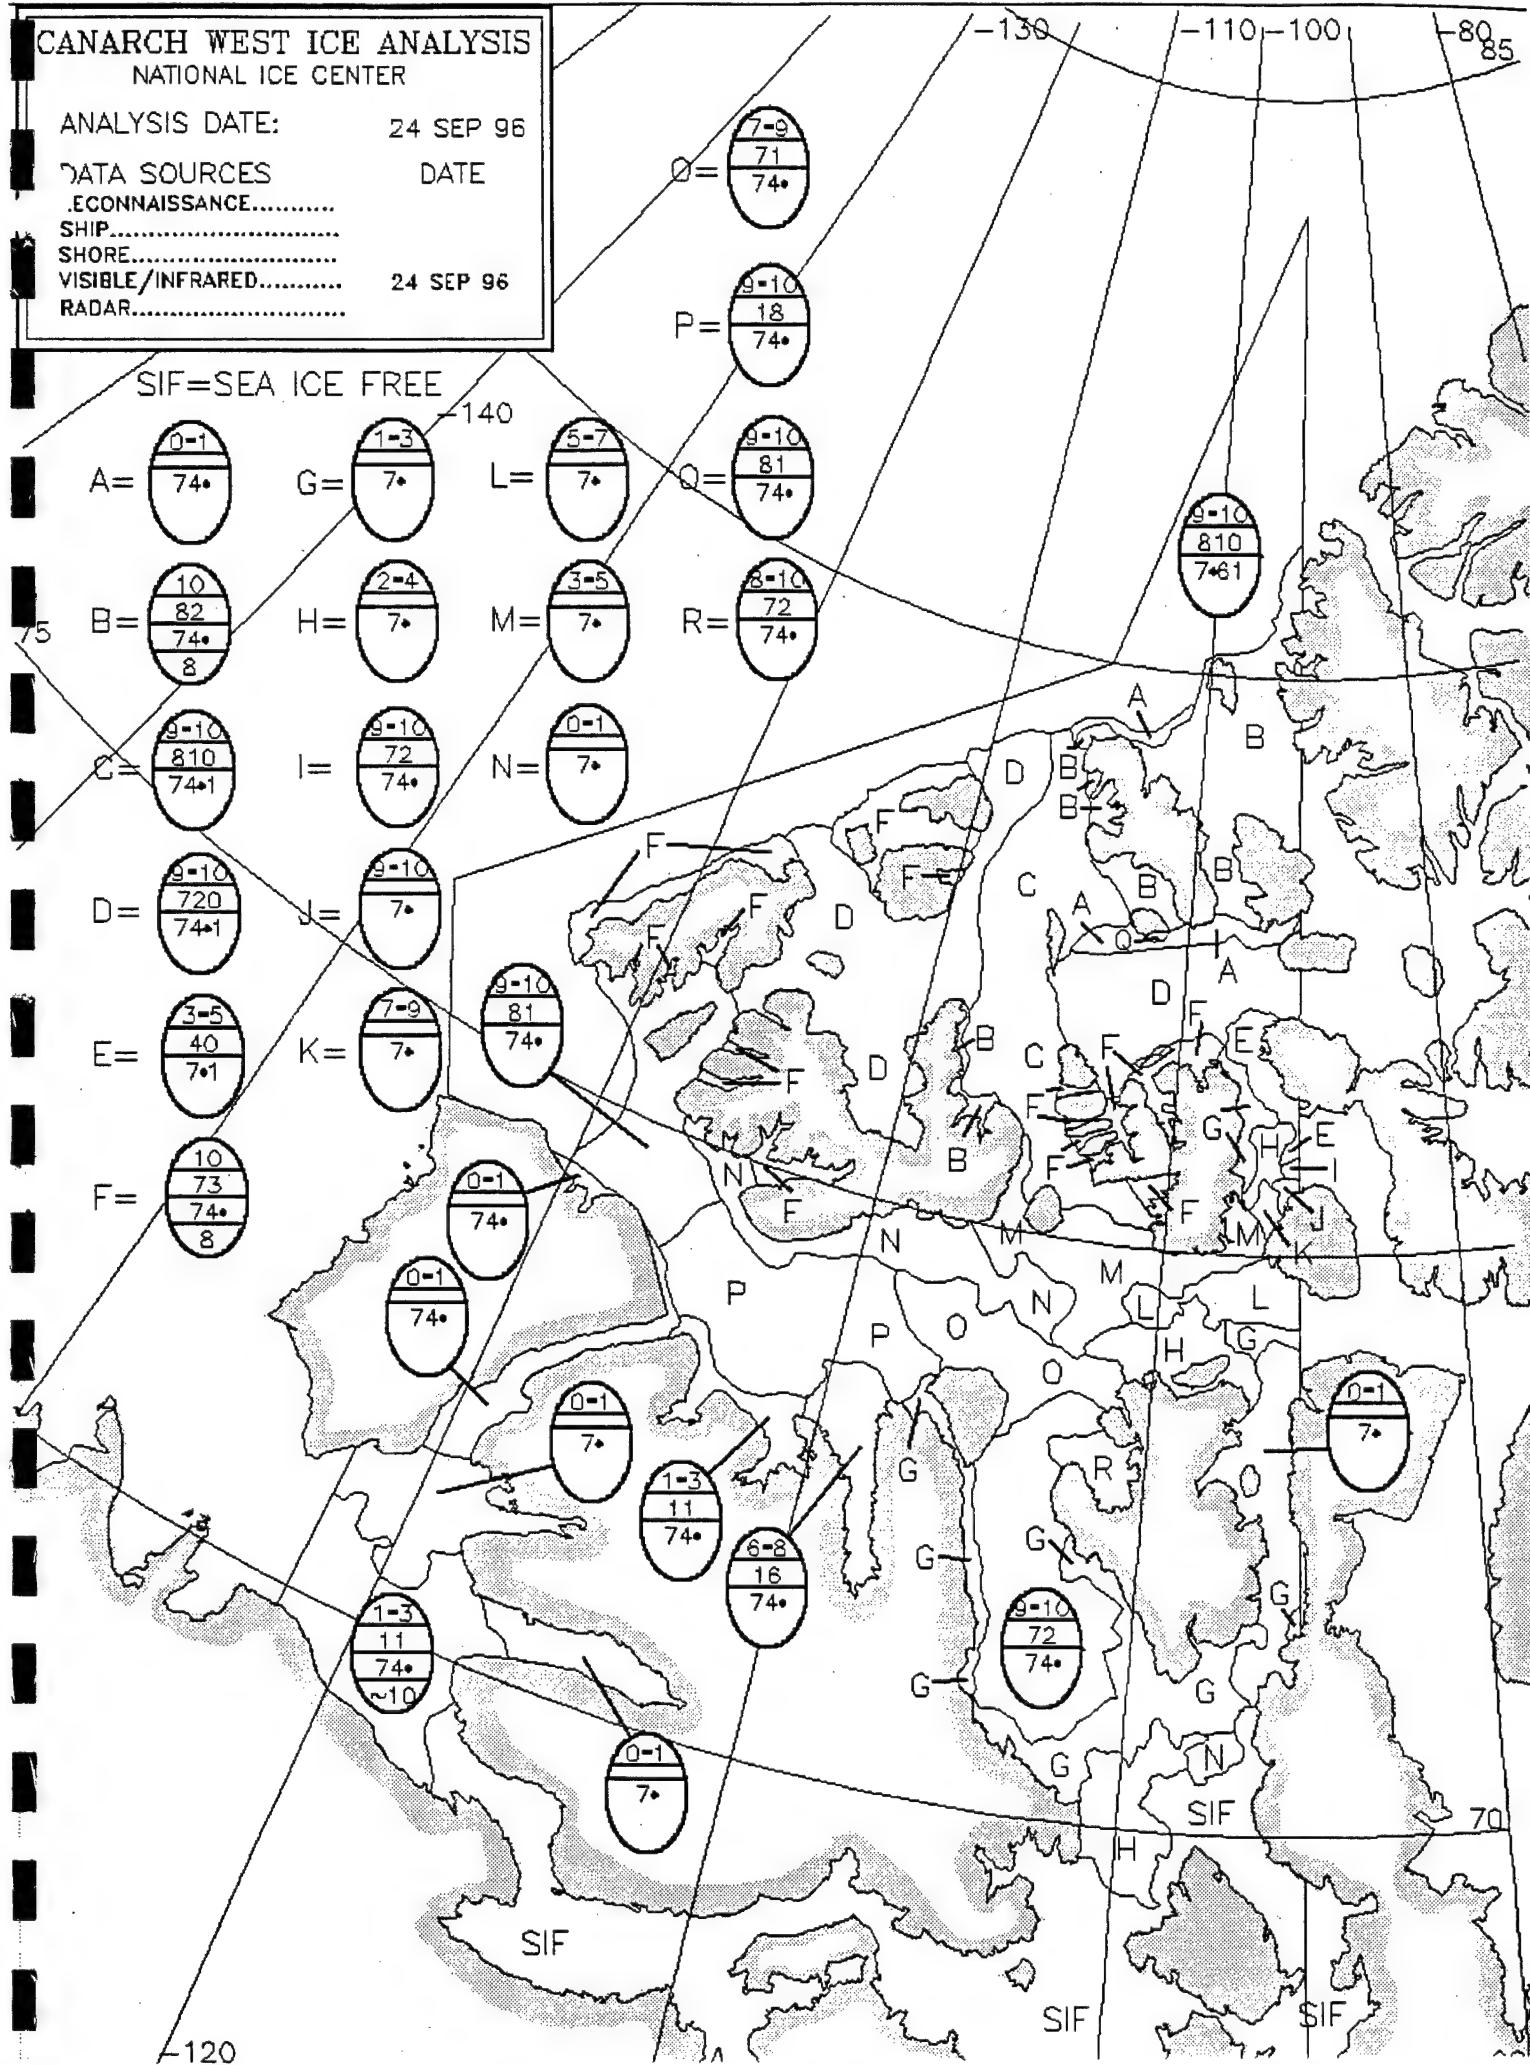 CANARCH WEST ICE ANALYSIS
NATIONAL ICE CENTER
ANALYSIS DATE: 24 SEP 96
DATA SOURCES DATE
.ECONNAISSANCE...........
SHIP.............................
SHORE..........................
VISIBLE/INFRARED........... 24 SEP 96
RADAR...........................
SIF=SEA ICE FREE
-130
-110
-100
-80
85
-140
75
O=
7-9
71
74•
P=
9-10
18
74•
A=
0-1
74•
G=
1-3
7•
L=
5-7
7•
Q=
9-10
81
74•
B=
10
82
74•
8
H=
2-4
7•
M=
3-5
7•
R=
8-10
72
74•
C=
9-10
810
74•1
I=
9-10
72
74•
N=
0-1
7•
D=
9-10
720
74•1
J=
9-10
7•
E=
3-5
40
7•1
K=
7-9
7•
F=
10
73
74•
8
9-10
810
7•61
9-10
81
74•
0-1
74•
0-1
74•
0-1
7•
1-3
11
74•
6-8
16
74•
0-1
7•
9-10
72
74•
1-3
11
74•
~10
0-1
7•
A
B
D
B
B
F
F
F
C
B
B
A
Q
I
A
F
F
D
D
F
E
B
C
F
D
F
F
G
H
E
I
F
B
N
F
F
J
M
K
M
N
M
P
N
L
L
O
P
H
G
O
G
R
O
G
G
G
G
G
G
N
SIF
70
H
SIF
SIF
SIF
-120